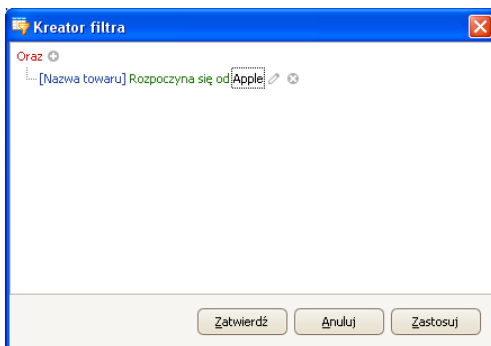 Kreator filtra
Oraz
[Nazwa towaru] Rozpoczyna się od Apple
Zatwierdź Anuluj Zastosuj